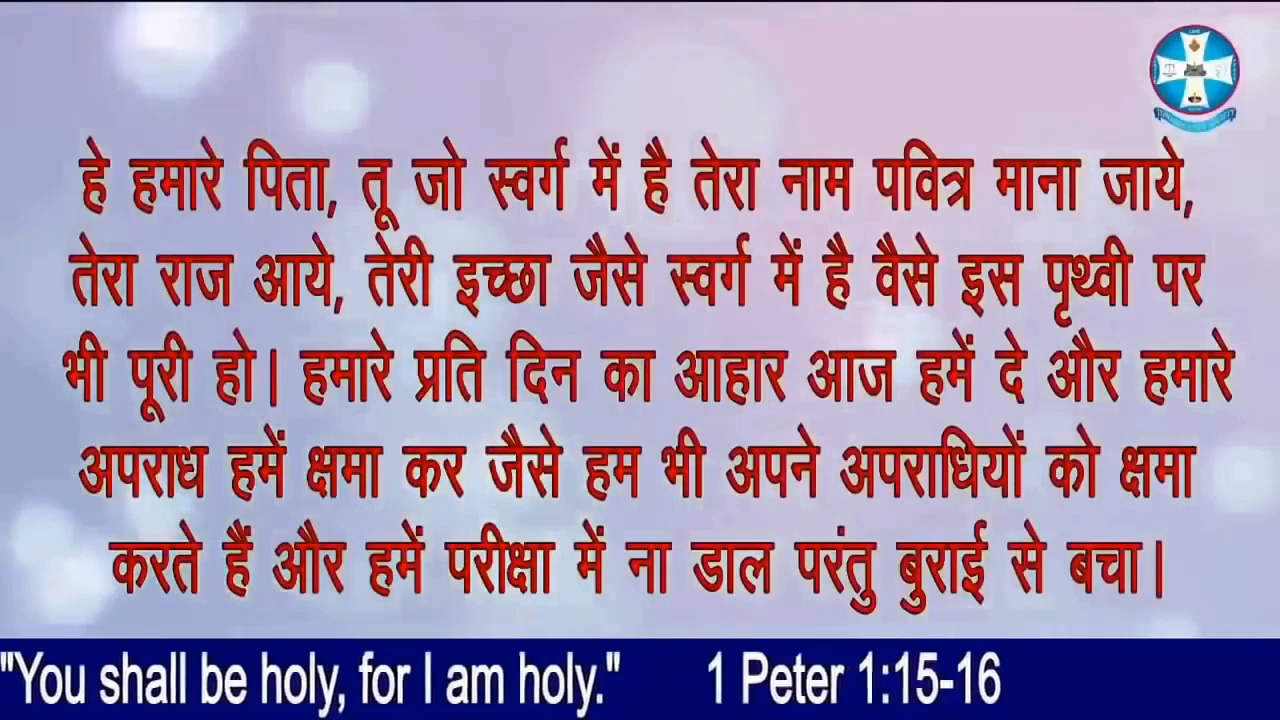 हे हमारे पिता, तू जो स्वर्ग में है तेरा नाम पवित्र माना जाये,
तेरा राज आये, तेरी इच्छा जैसे स्वर्ग में है वैसे इस पृथ्वी पर
भी पूरी हो| हमारे प्रति दिन का आहार आज हमें दे और हमारे
अपराध हमें क्षमा कर जैसे हम भी अपने अपराधियों को क्षमा
करते हैं और हमें परीक्षा में ना डाल परंतु बुराई से बचा|
"You shall be holy, for I am holy." 1 Peter 1:15-16